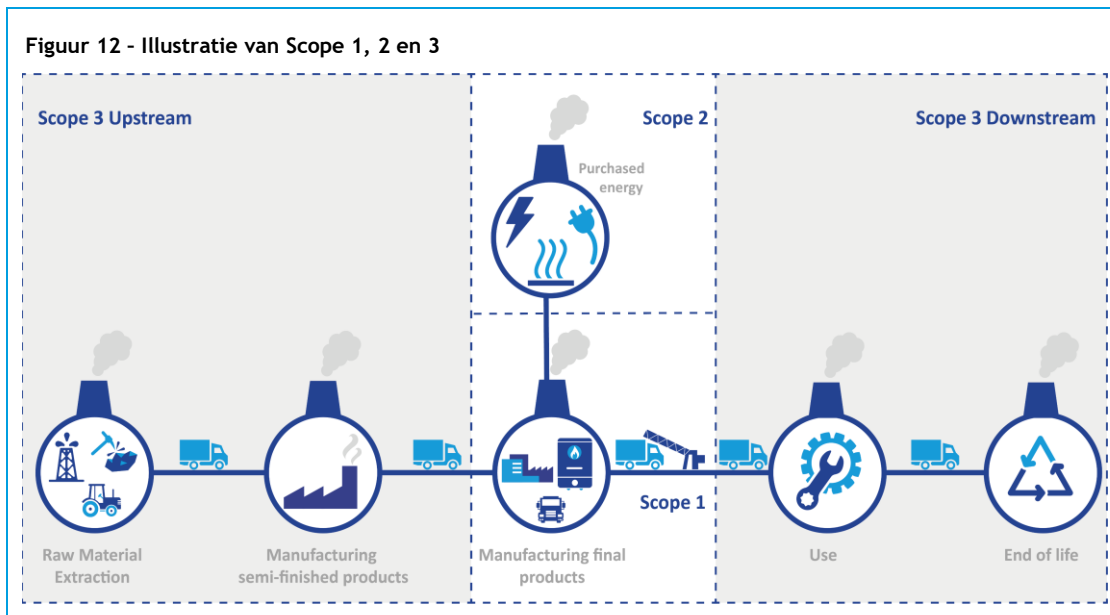 Figuur 12 – Illustratie van Scope 1, 2 en 3
Scope 3 Upstream
Scope 2
Scope 3 Downstream
Purchased
energy
Scope 1
Raw Material
Extraction
Manufacturing
semi-finished products
Manufacturing final
products
Use
End of life